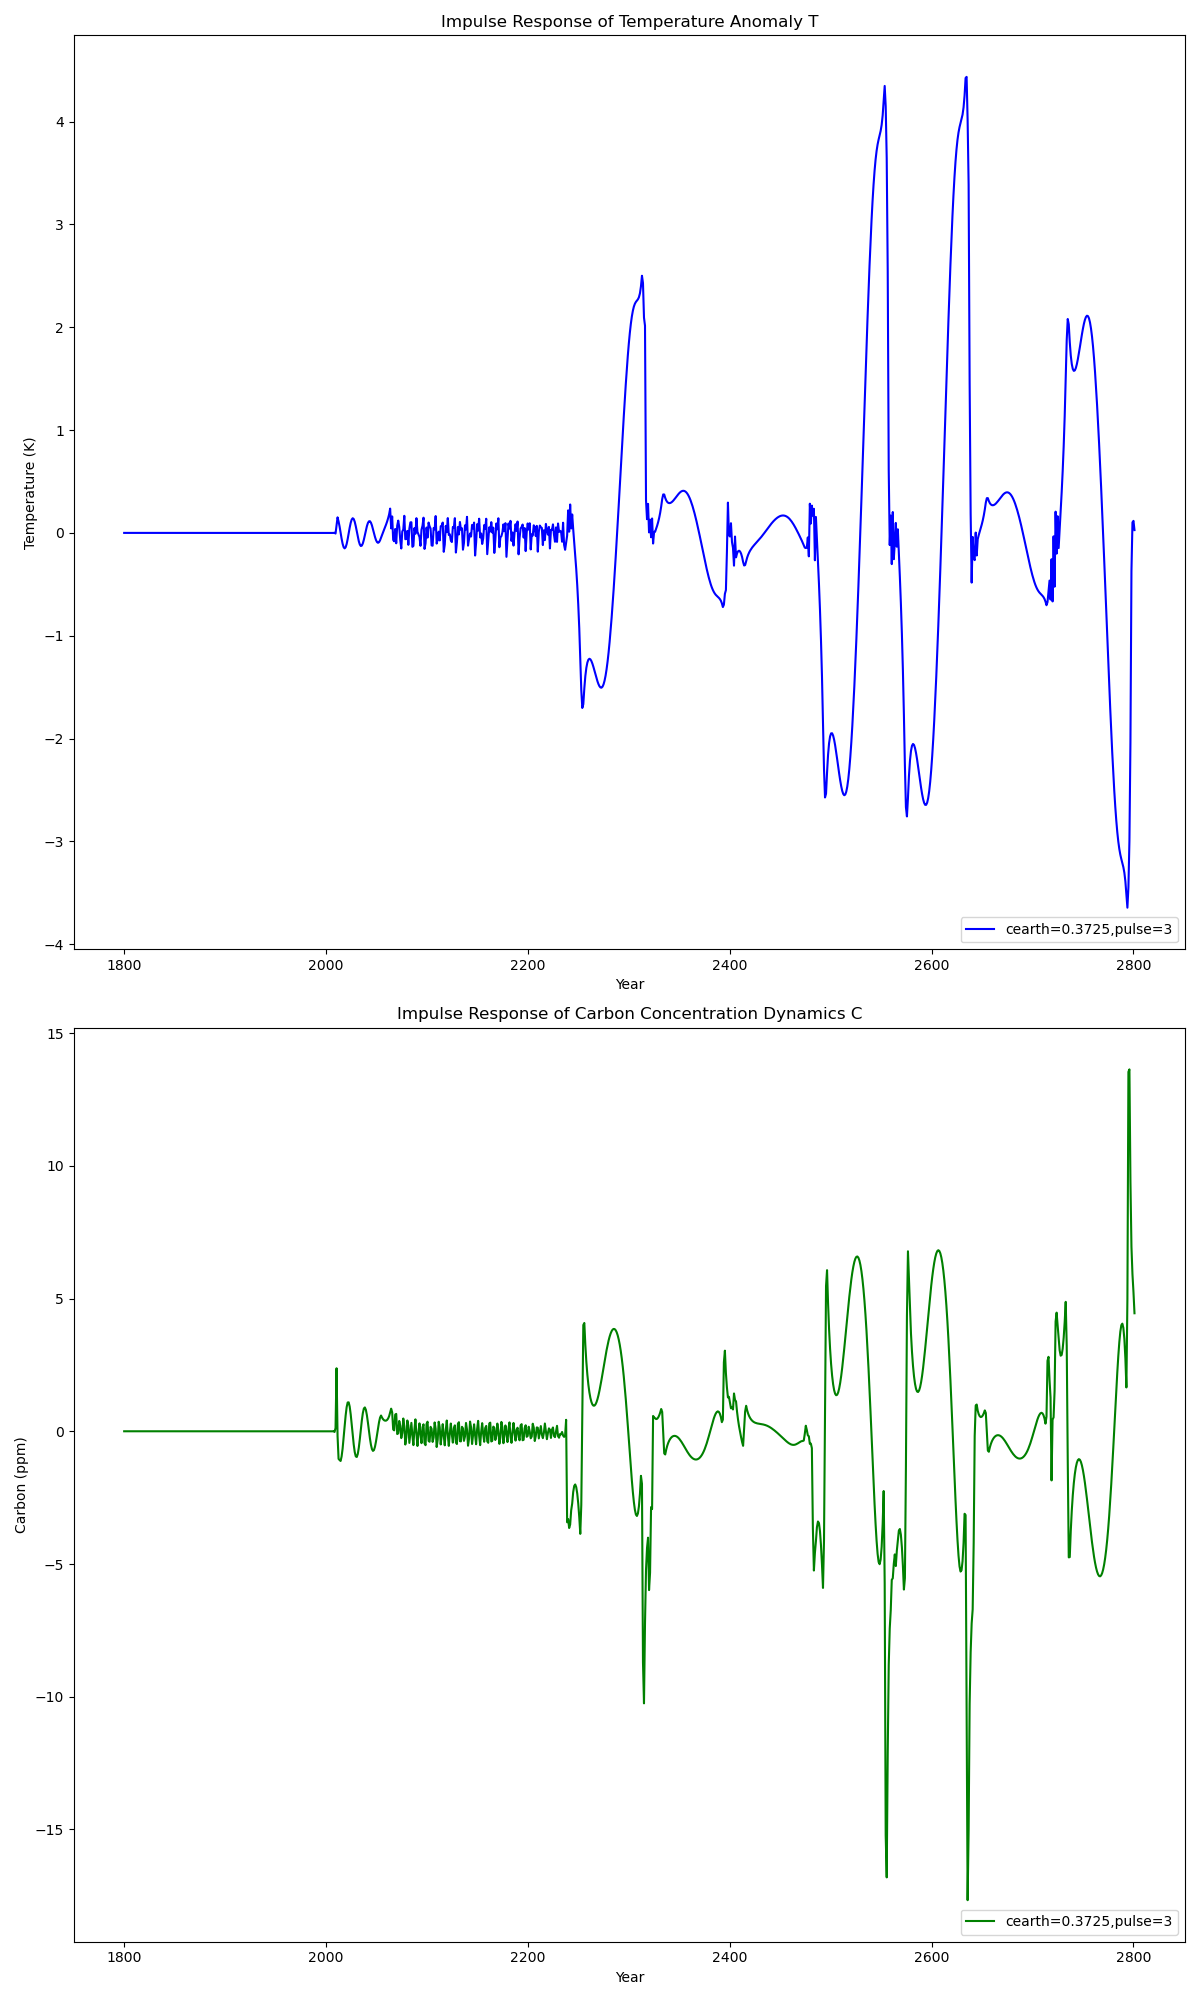 Impulse Response of Temperature Anomaly T
4
3
2
1
0
−1
−2
−3
−4
Temperature (K)
cearth=0.3725,pulse=3
1800 2000 2200 2400 2600 2800
Year
Impulse Response of Carbon Concentration Dynamics C
15
10
5
0
−5
−10
−15
Carbon (ppm)
cearth=0.3725,pulse=3
1800 2000 2200 2400 2600 2800
Year